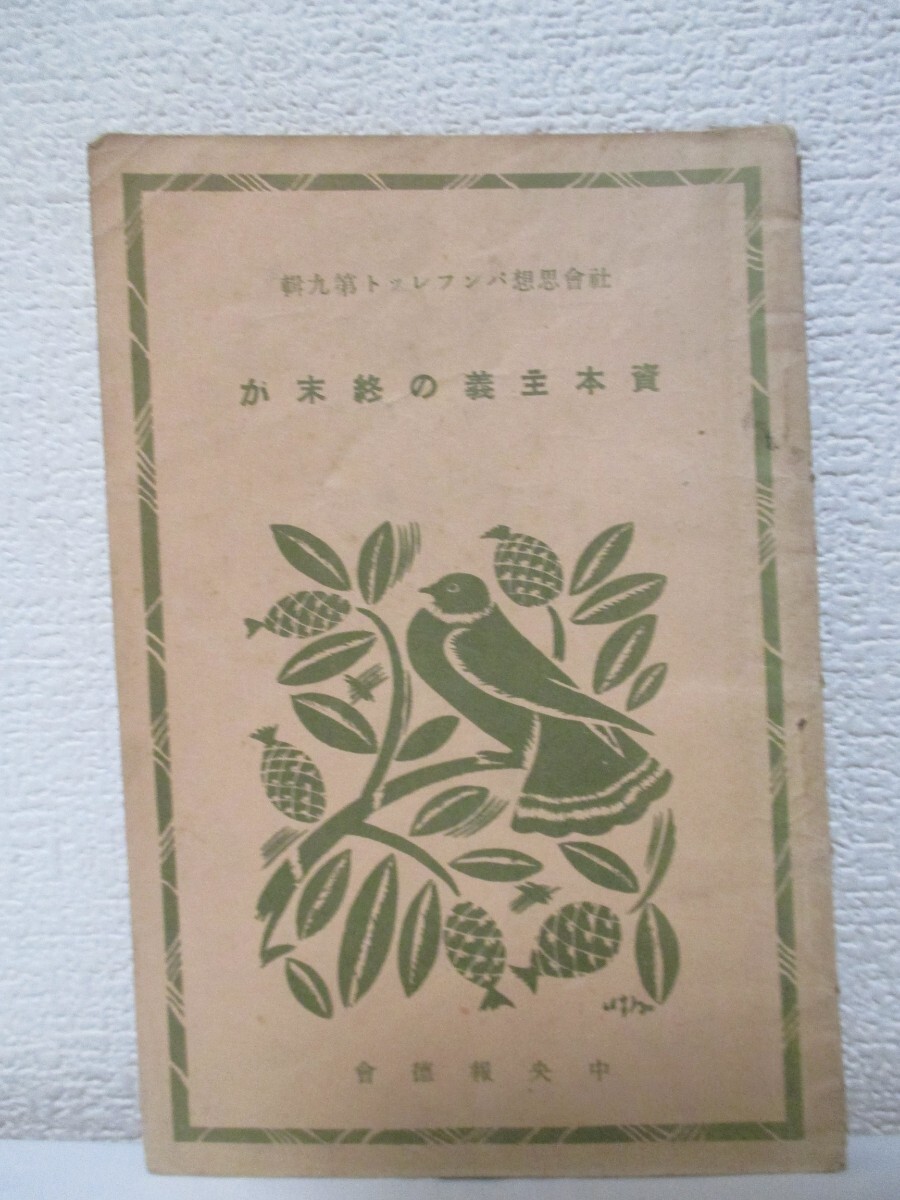 社會思想パンフレット第九輯
資本主義の終末か
中央報德會